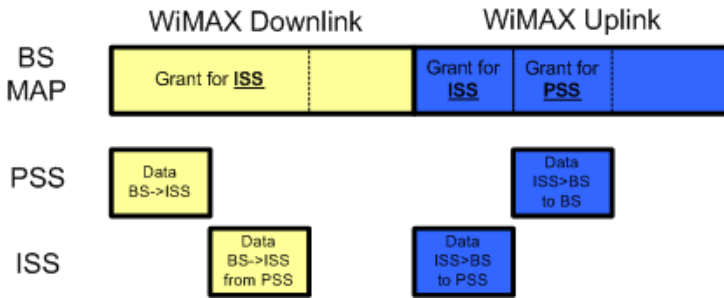 WiMAX Downlink
WiMAX Uplink
BS
MAP
Grant for ISS
Grant for
ISS
Grant for
PSS
PSS
Data
BS->ISS
Data
ISS>BS
to BS
ISS
Data
BS->ISS
from PSS
Data
ISS>BS
to PSS